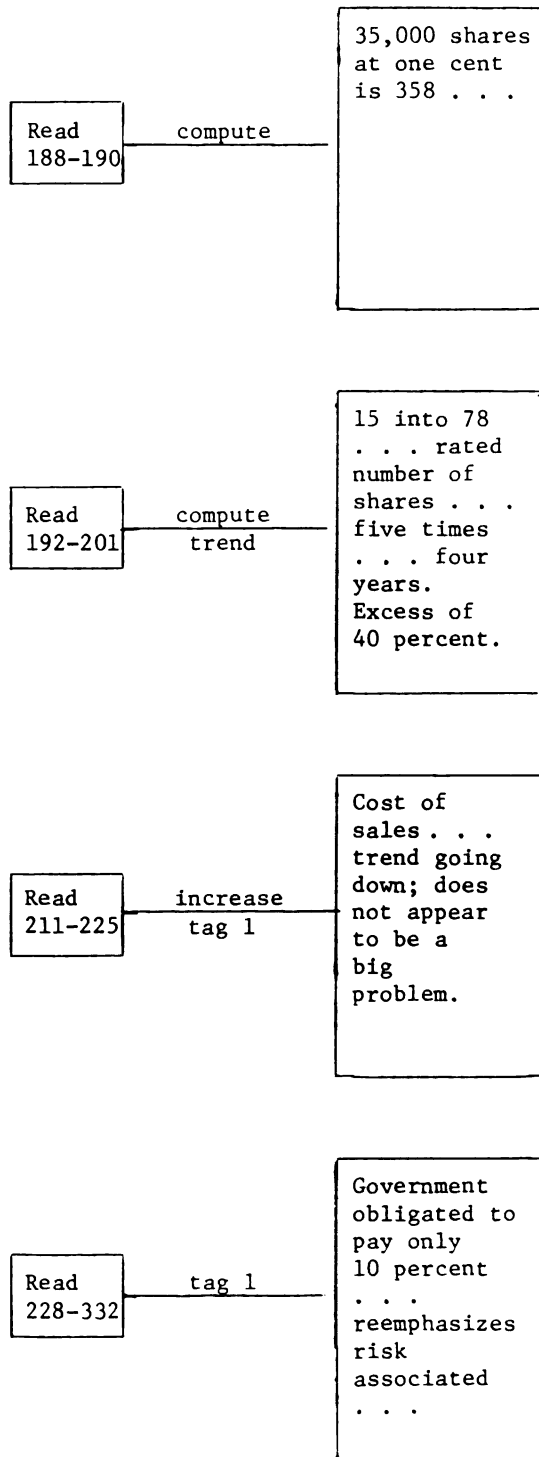 35,000 shares
at one cent
is 358 . . .
Read
188-190
compute
15 into 78
. . . rated
number of
shares . . .
five times
. . . four
years.
Excess of
40 percent.
Read
192-201
compute
trend
Cost of
sales . . .
trend going
down; does
not appear
to be a
big
problem.
Read
211-225
increase
tag 1
Government
obligated to
pay only
10 percent
. . .
reemphasizes
risk
associated
. . .
Read
228-332
tag 1